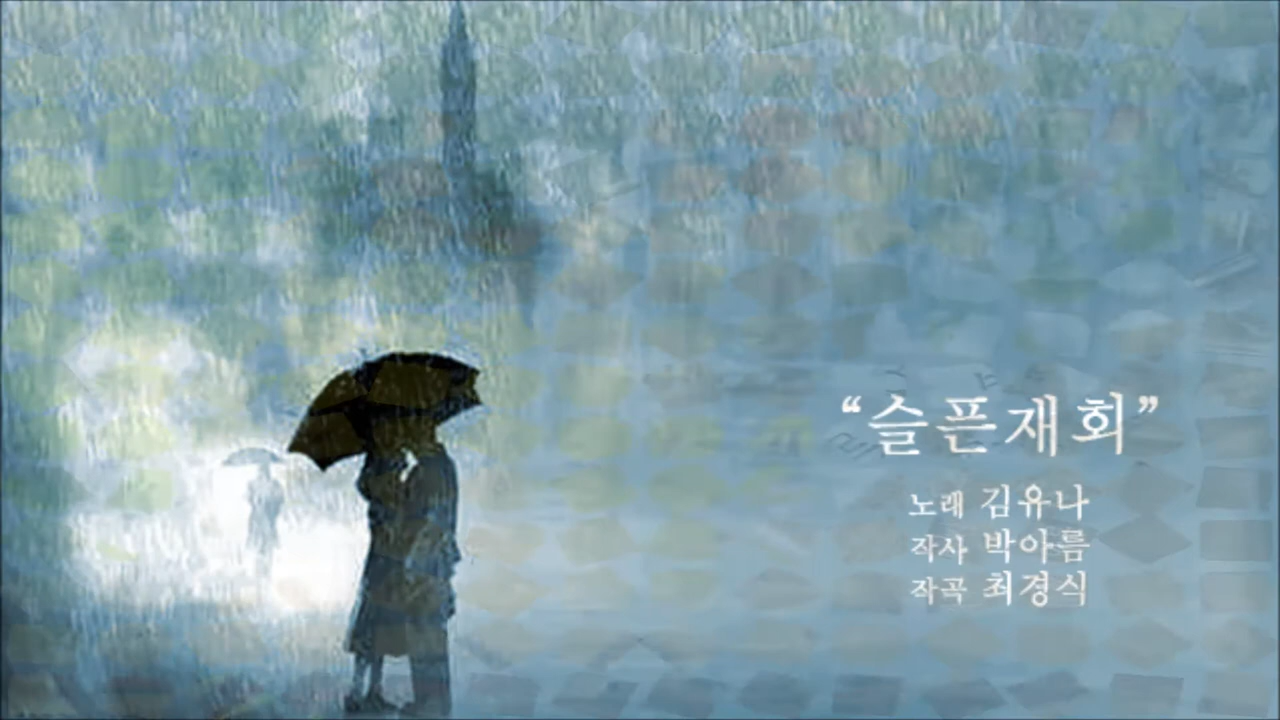 “슬픈재회”
노래 김유나
작사 박아름
작곡 최경식